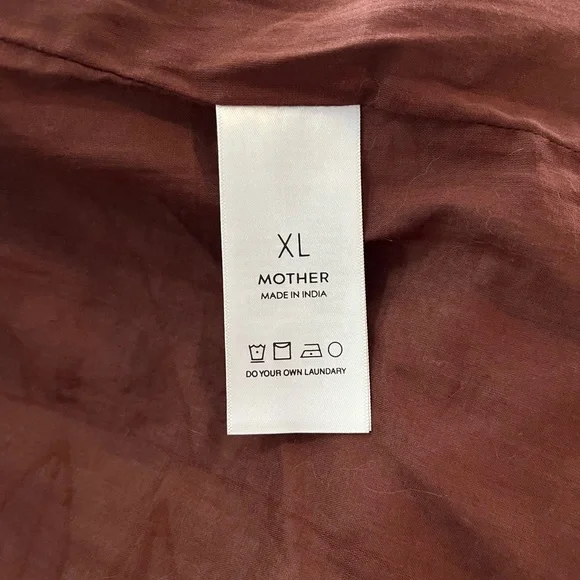 XL
MOTHER
MADE IN INDIA
DO YOUR OWN LAUNDARY